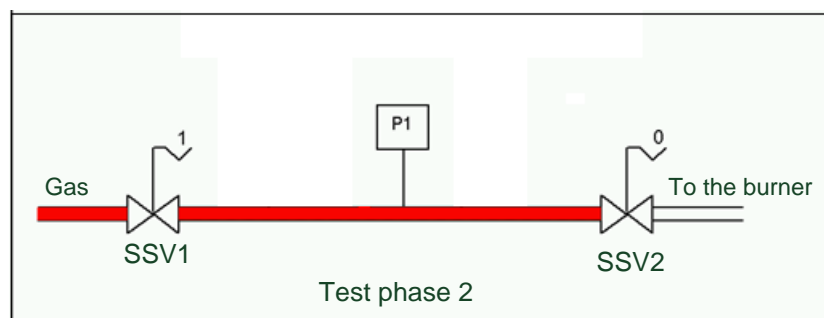 P1
1
0
Gas
To the burner
SSV1
SSV2
Test phase 2